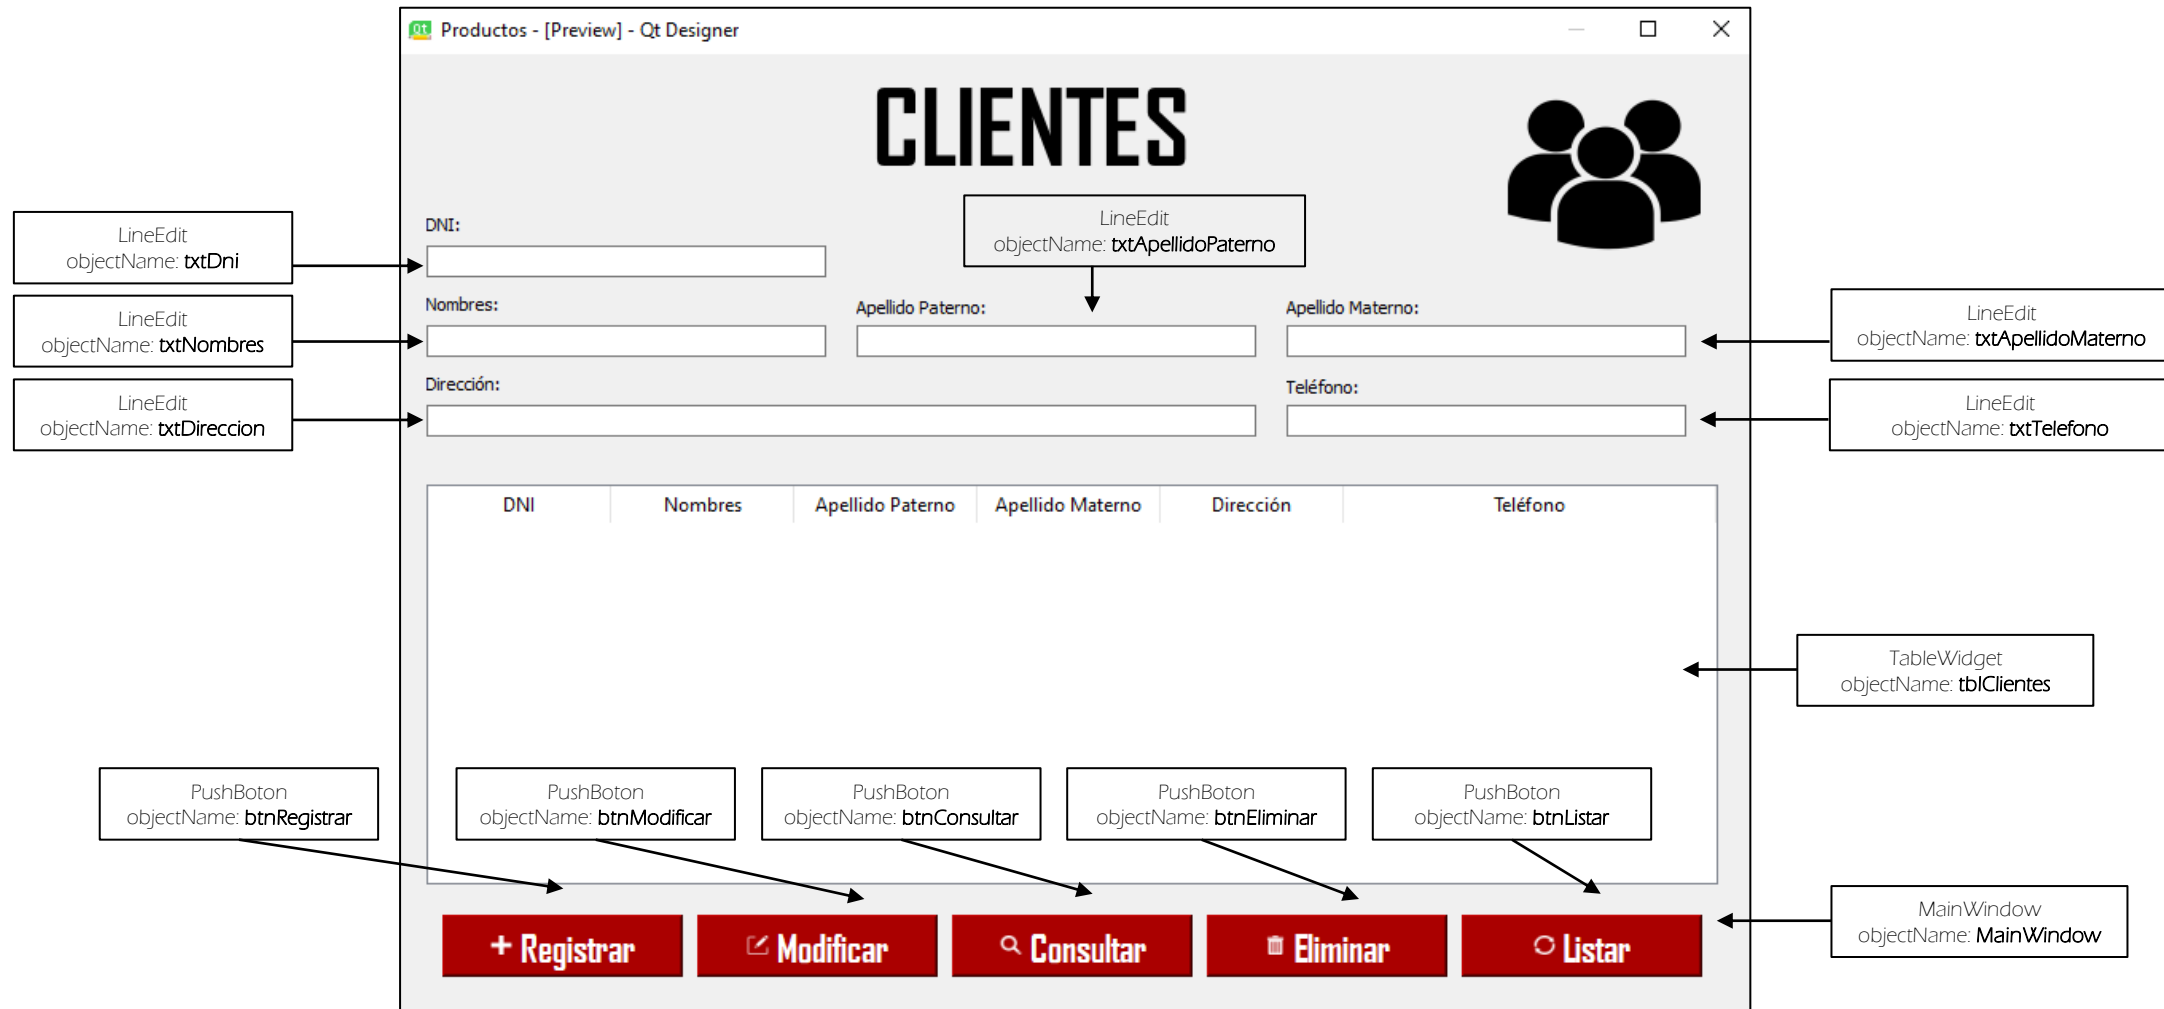 Productos - [Preview] - Qt Designer
CLIENTES
LineEdit
objectName: txtDni
DNI:
LineEdit
objectName: txtApellidoPaterno
LineEdit
objectName: txtNombres
Nombres:
Apellido Paterno:
Apellido Materno:
LineEdit
objectName: txtApellidoMaterno
LineEdit
objectName: txtDireccion
Dirección:
Teléfono:
LineEdit
objectName: txtTelefono
DNI Nombres Apellido Paterno Apellido Materno Dirección Teléfono
TableWidget
objectName: tblClientes
PushBoton
objectName: btnRegistrar
PushBoton
objectName: btnModificar
PushBoton
objectName: btnConsultar
PushBoton
objectName: btnEliminar
PushBoton
objectName: btnListar
Registrar
Modificar
Consultar
Eliminar
Listar
MainWindow
objectName: MainWindow